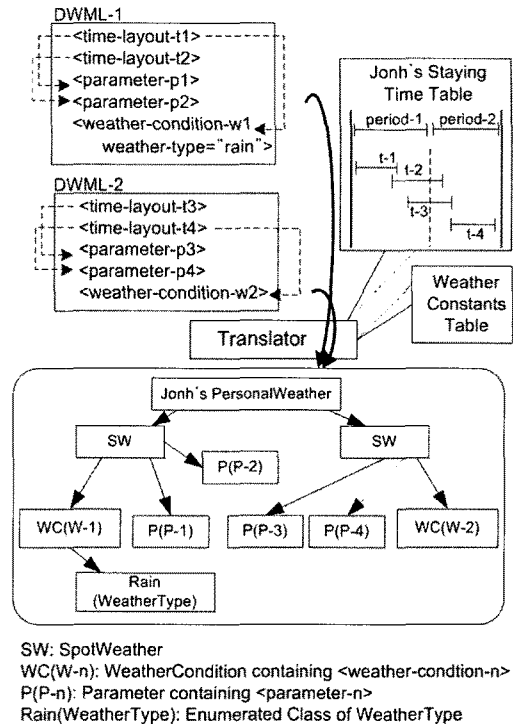 DWML-1
<time-layout-t1>
<time-layout-t2>
<parameter-p1>
<parameter-p2>
<weather-condition-w1
weather-type="rain">
DWML-2
<time-layout-t3>
<time-layout-t4>
<parameter-p3>
<parameter-p4>
<weather-condition-w2>
Jonh`s Staying
Time Table
period-1
period-2
t-1
t-2
t-3
t-4
Weather
Constants
Table
Translator
Jonh`s PersonalWeather
SW
SW
P(P-2)
WC(W-1)
P(P-1)
P(P-3)
P(P-4)
WC(W-2)
Rain
(WeatherType)
SW: SpotWeather
WC(W-n): WeatherCondition containing <weather-condtion-n>
P(P-n): Parameter containing <parameter-n>
Rain(WeatherType): Enumerated Class of WeatherType